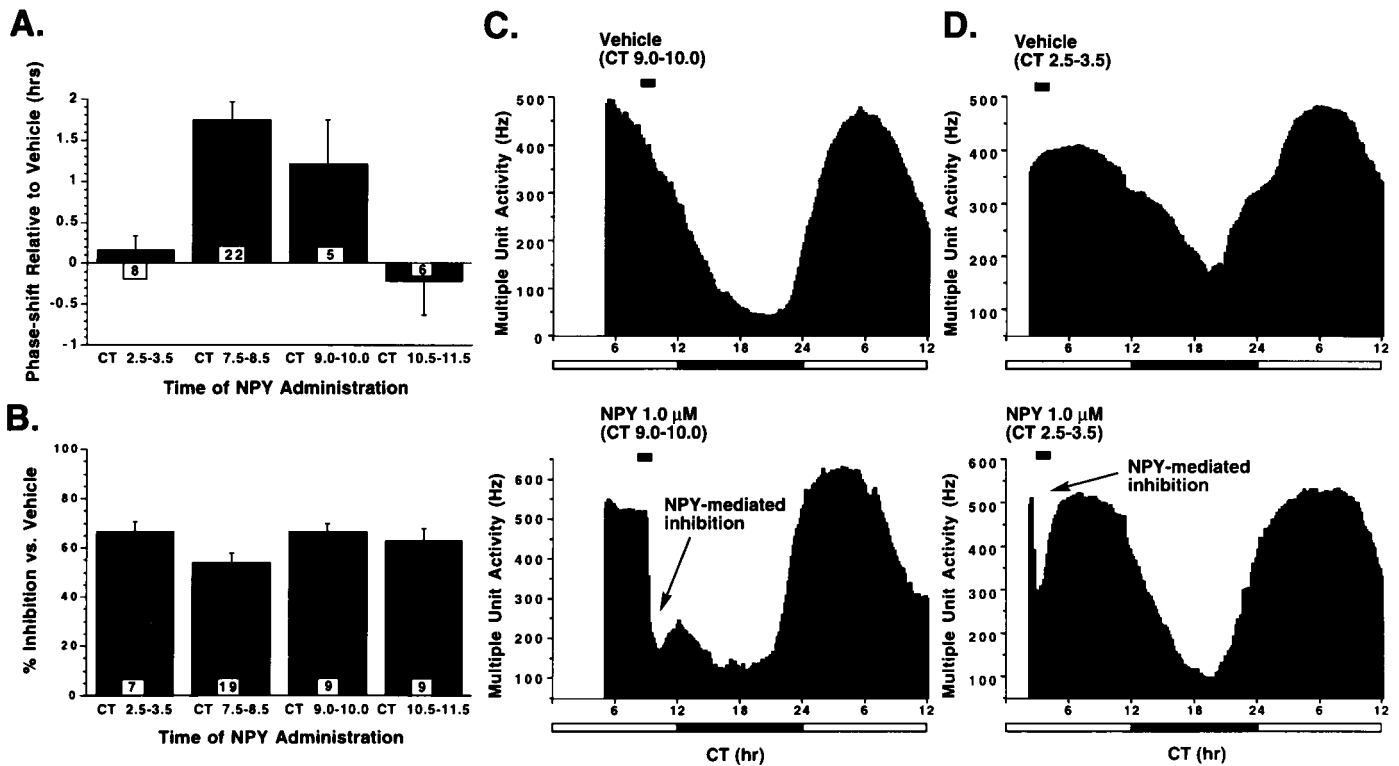 A.
Phase-shift Relative to Vehicle (hrs)
2
1.5
1
0.5
0
-0.5
-1
8
22
5
6
CT 2.5-3.5 CT 7.5-8.5 CT 9.0-10.0 CT 10.5-11.5
Time of NPY Administration
B.
% Inhibition vs. Vehicle
100
80
60
40
20
0
7
19
9
9
CT 2.5-3.5 CT 7.5-8.5 CT 9.0-10.0 CT 10.5-11.5
Time of NPY Administration
C.
Vehicle
(CT 9.0-10.0)
Multiple Unit Activity (Hz)
500
400
300
200
100
0
6 12 18 24 6 12
NPY 1.0 μM
(CT 9.0-10.0)
Multiple Unit Activity (Hz)
600
500
400
300
200
100
NPY-mediated
inhibition
6 12 18 24 6 12
CT (hr)
D.
Vehicle
(CT 2.5-3.5)
Multiple Unit Activity (Hz)
500
400
300
200
100
6 12 18 24 6 12
NPY 1.0 μM
(CT 2.5-3.5)
Multiple Unit Activity (Hz)
600
500
400
300
200
100
NPY-mediated
inhibition
6 12 18 24 6 12
CT (hr)